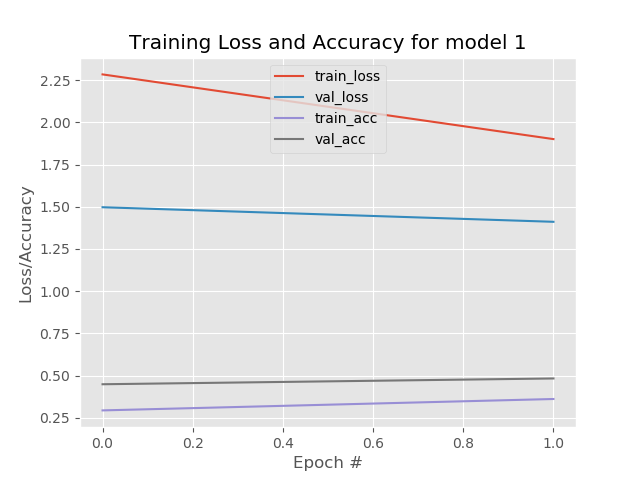 Training Loss and Accuracy for model 1
train_loss
val_loss
train_acc
val_acc
2.25
2.00
1.75
1.50
1.25
1.00
0.75
0.50
0.25
Loss/Accuracy
0.0 0.2 0.4 0.6 0.8 1.0
Epoch #